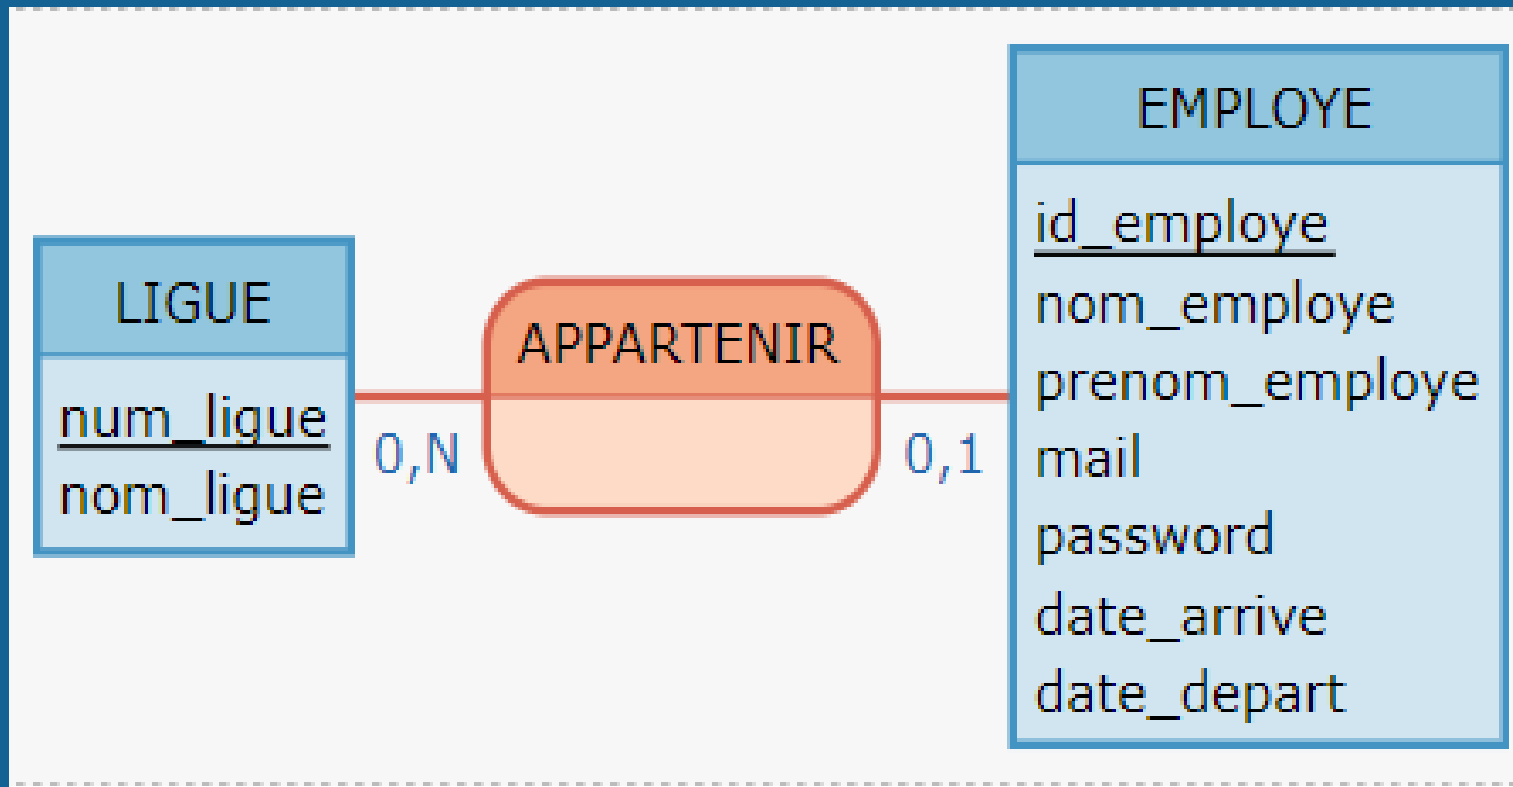 LIGUE
num_ligue
nom_ligue
0,N
APPARTENIR
0,1
EMPLOYE
id_employe
nom_employe
prenom_employe
mail
password
date_arrive
date_depart